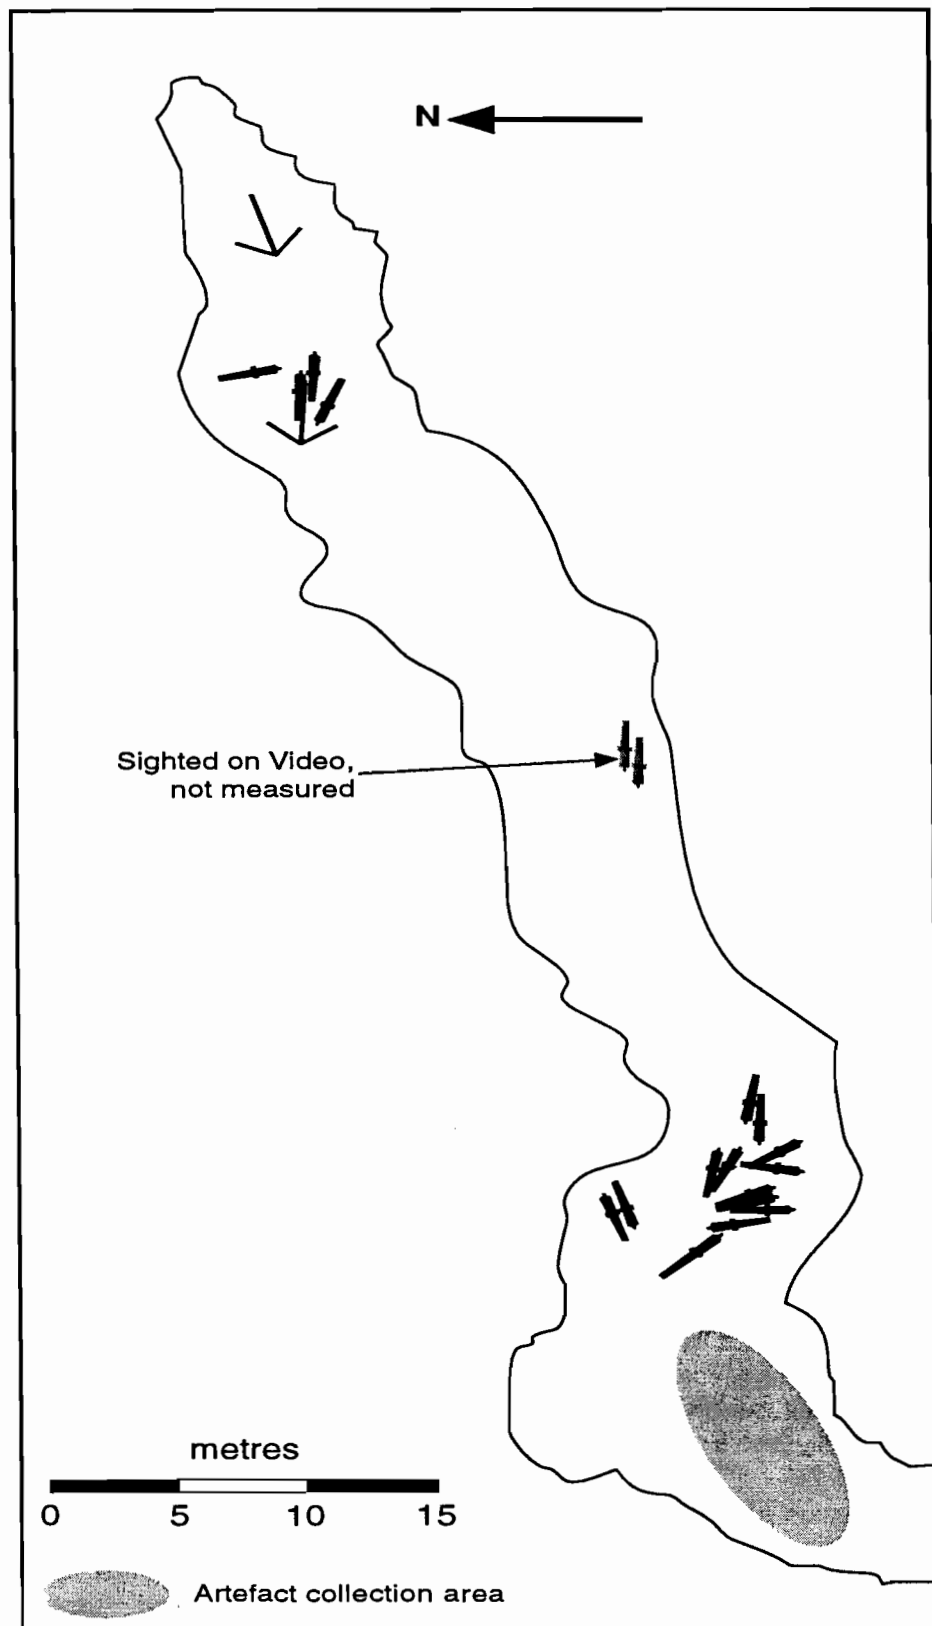 N
Sighted on Video,
not measured
metres
0 5 10 15
Artefact collection area